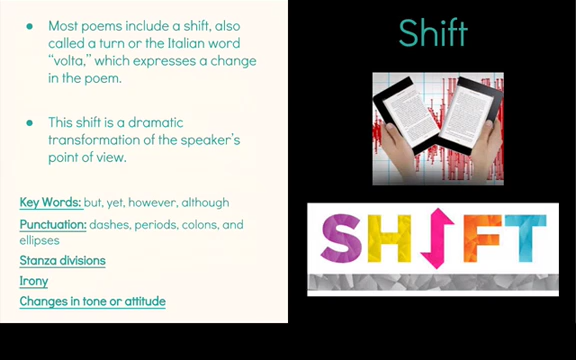 ● Most poems include a shift, also
called a turn or the Italian word
“volta,” which expresses a change
in the poem.
● This shift is a dramatic
transformation of the speaker’s
point of view.
Key Words: but, yet, however, although
Punctuation: dashes, periods, colons, and
ellipses
Stanza divisions
Irony
Changes in tone or attitude
Shift
SHIFT